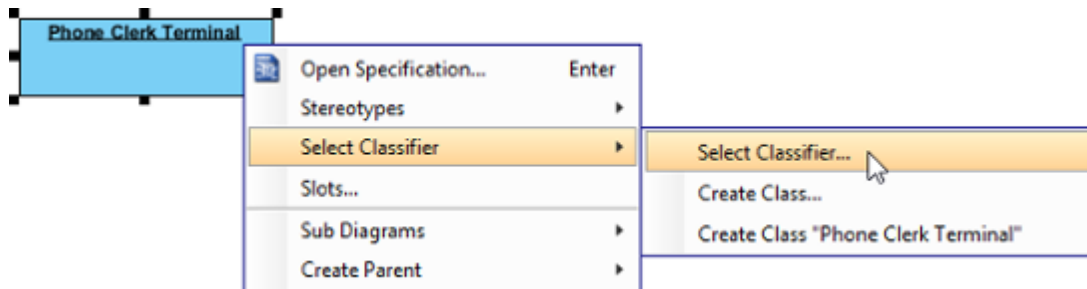 Phone Clerk Terminal
Open Specification... Enter
Stereotypes
Select Classifier
Select Classifier...
Slots...
Create Class...
Sub Diagrams
Create Class "Phone Clerk Terminal"
Create Parent